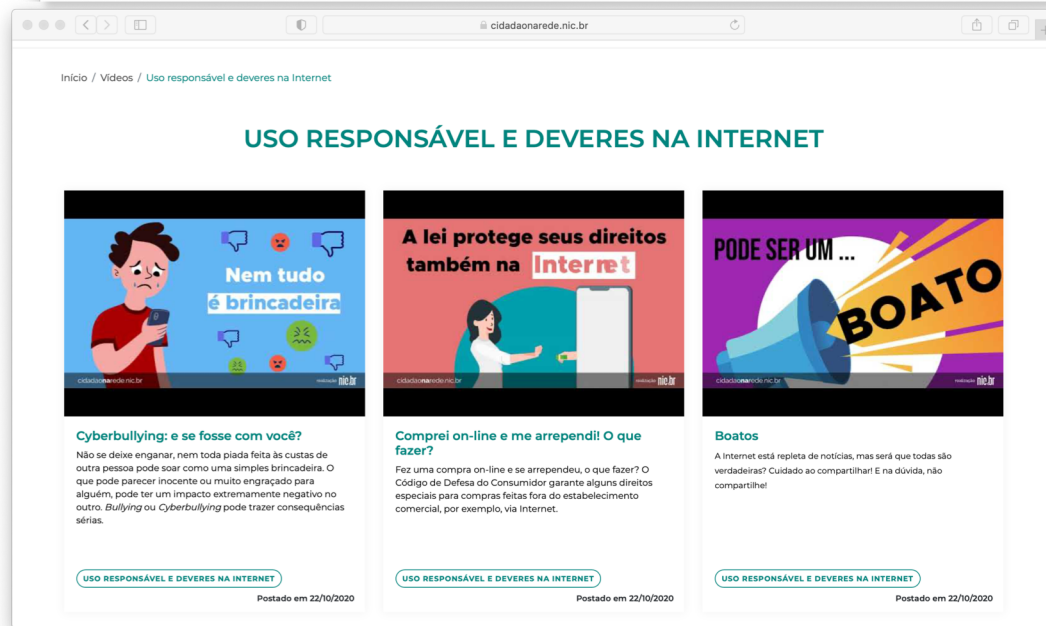 cidadaonarede.nic.br
Início / Vídeos / Uso responsável e deveres na Internet
USO RESPONSÁVEL E DEVERES NA INTERNET
Nem tudo
é brincadeira
cidadaonarede.nic.br
realização nic.br
Cyberbullying: e se fosse com você?
Não se deixe enganar, nem toda piada feita às custas de
outra pessoa pode soar como uma simples brincadeira. O
que pode parecer inocente ou muito engraçado para
alguém, pode ter um impacto extremamente negativo no
outro. Bullying ou Cyberbullying pode trazer consequências
sérias.
USO RESPONSÁVEL E DEVERES NA INTERNET
Postado em 22/10/2020
A lei protege seus direitos
também na Internet
cidadaonarede.nic.br
realização nic.br
Comprei on-line e me arrependi! O que
fazer?
Fez uma compra on-line e se arrependeu, o que fazer? O
Código de Defesa do Consumidor garante alguns direitos
especiais para compras feitas fora do estabelecimento
comercial, por exemplo, via Internet.
USO RESPONSÁVEL E DEVERES NA INTERNET
Postado em 22/10/2020
PODE SER UM ...
BOATO
cidadaonarede.nic.br
realização nic.br
Boatos
A Internet está repleta de notícias, mas será que todas são
verdadeiras? Cuidado ao compartilhar! E na dúvida, não
compartilhe!
USO RESPONSÁVEL E DEVERES NA INTERNET
Postado em 22/10/2020